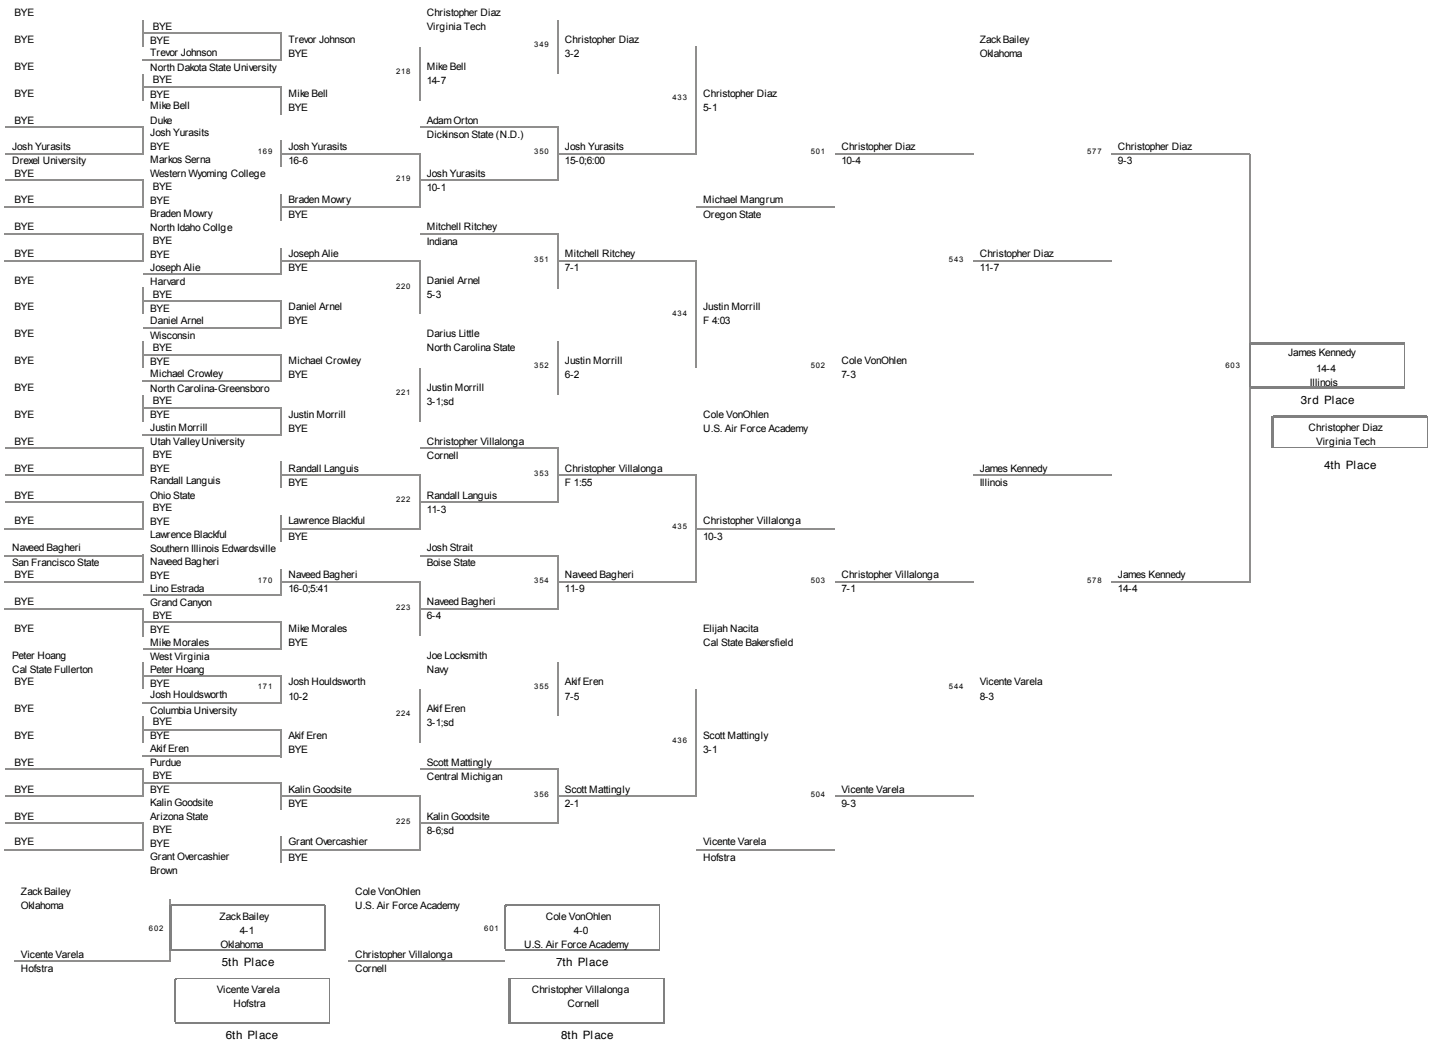 BYE
BYE
BYE
BYE
Josh Yurasits
Drexel University
BYE
BYE
BYE
BYE
BYE
BYE
BYE
BYE
BYE
BYE
BYE
BYE
BYE
BYE
Naveed Bagheri
San Francisco State
BYE
BYE
BYE
Peter Hoang
Cal State Fullerton
BYE
BYE
BYE
BYE
BYE
BYE
BYE
BYE
BYE
Trevor Johnson
North Dakota State University
BYE
BYE
Mike Bell
Duke
Josh Yurasits
BYE
169
Markos Serna
Western Wyoming College
BYE
BYE
Braden Mowry
North Idaho Collge
BYE
BYE
Joseph Alie
Harvard
BYE
BYE
Daniel Arnel
Wisconsin
BYE
BYE
Michael Crowley
North Carolina-Greensboro
BYE
BYE
Justin Morrill
Utah Valley University
BYE
BYE
Randall Languis
Ohio State
BYE
BYE
Lawrence Blackful
Southern Illinois Edwardsville
Naveed Bagheri
BYE
170
Lino Estrada
Grand Canyon
BYE
BYE
Mike Morales
West Virginia
Peter Hoang
BYE
171
Josh Houldsworth
Columbia University
BYE
BYE
Akif Eren
Purdue
BYE
BYE
Kalin Goodsite
Arizona State
BYE
BYE
Grant Overcashier
Brown
Trevor Johnson
BYE
218
Mike Bell
BYE
Josh Yurasits
16-6
219
Braden Mowry
BYE
Joseph Alie
BYE
220
Daniel Arnel
BYE
Michael Crowley
BYE
221
Justin Morrill
BYE
Randall Languis
BYE
222
Lawrence Blackful
BYE
Naveed Bagheri
16-0;5:41
223
Mike Morales
BYE
Josh Houldsworth
10-2
224
Akif Eren
BYE
Kalin Goodsite
BYE
225
Grant Overcashier
BYE
Christopher Diaz
Virginia Tech
349
Mike Bell
14-7
Adam Orton
Dickinson State (N.D.)
350
Josh Yurasits
10-1
Mitchell Ritchey
Indiana
351
Daniel Arnel
5-3
Darius Little
North Carolina State
352
Justin Morrill
3-1;sd
Christopher Villalonga
Cornell
353
Randall Languis
11-3
Josh Strait
Boise State
354
Naveed Bagheri
6-4
Joe Locksmith
Navy
355
Akif Eren
3-1;sd
Scott Mattingly
Central Michigan
356
Kalin Goodsite
8-6;sd
Christopher Diaz
3-2
433
Josh Yurasits
15-0;6:00
Mitchell Ritchey
7-1
434
Justin Morrill
6-2
Christopher Villalonga
F 1:55
435
Naveed Bagheri
11-9
Akif Eren
7-5
436
Scott Mattingly
2-1
Christopher Diaz
5-1
501
Michael Mangrum
Oregon State
Justin Morrill
F 4:03
502
Cole VonOhlen
U.S. Air Force Academy
Christopher Villalonga
10-3
503
Elijah Nacita
Cal State Bakersfield
Scott Mattingly
3-1
504
Vicente Varela
Hofstra
Christopher Diaz
10-4
543
Cole VonOhlen
7-3
Christopher Villalonga
7-1
544
Vicente Varela
9-3
Zack Bailey
Oklahoma
577
Christopher Diaz
11-7
James Kennedy
Illinois
578
Vicente Varela
8-3
Christopher Diaz
9-3
603
James Kennedy
14-4
James Kennedy
14-4
Illinois
3rd Place
Christopher Diaz
Virginia Tech
4th Place
Zack Bailey
Oklahoma
602
Vicente Varela
Hofstra
Zack Bailey
4-1
Oklahoma
5th Place
Vicente Varela
Hofstra
6th Place
Cole VonOhlen
U.S. Air Force Academy
601
Christopher Villalonga
Cornell
Cole VonOhlen
4-0
U.S. Air Force Academy
7th Place
Christopher Villalonga
Cornell
8th Place